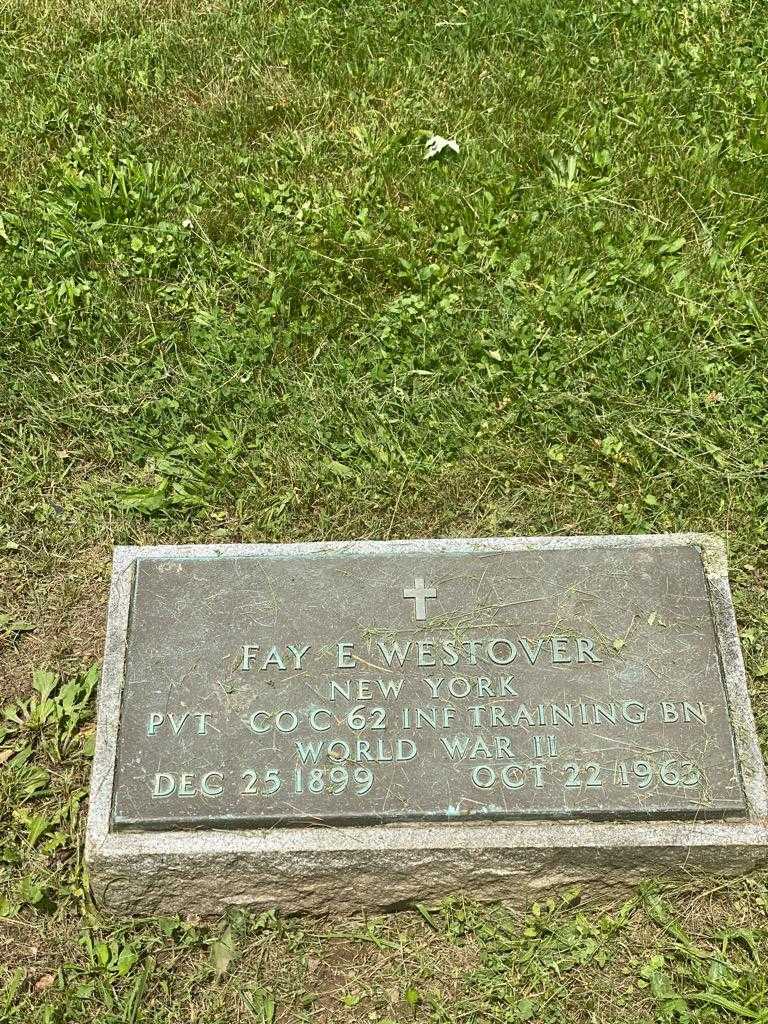 FAY E WESTOVER
NEW YORK
PVT CO C 62 INF TRAINING BN
WORLD WAR II
DEC 25 1899 OCT 22 1963